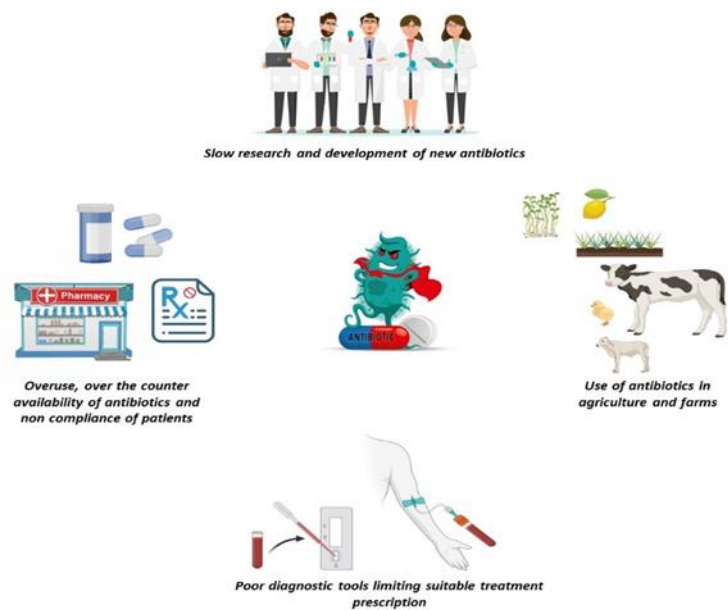 Slow research and development of new antibiotics
Pharmacy
Rx
ANTIBIOTIC
Overuse, over the counter
availability of antibiotics and
non compliance of patients
Use of antibiotics in
agriculture and farms
Poor diagnostic tools limiting suitable treatment
prescription